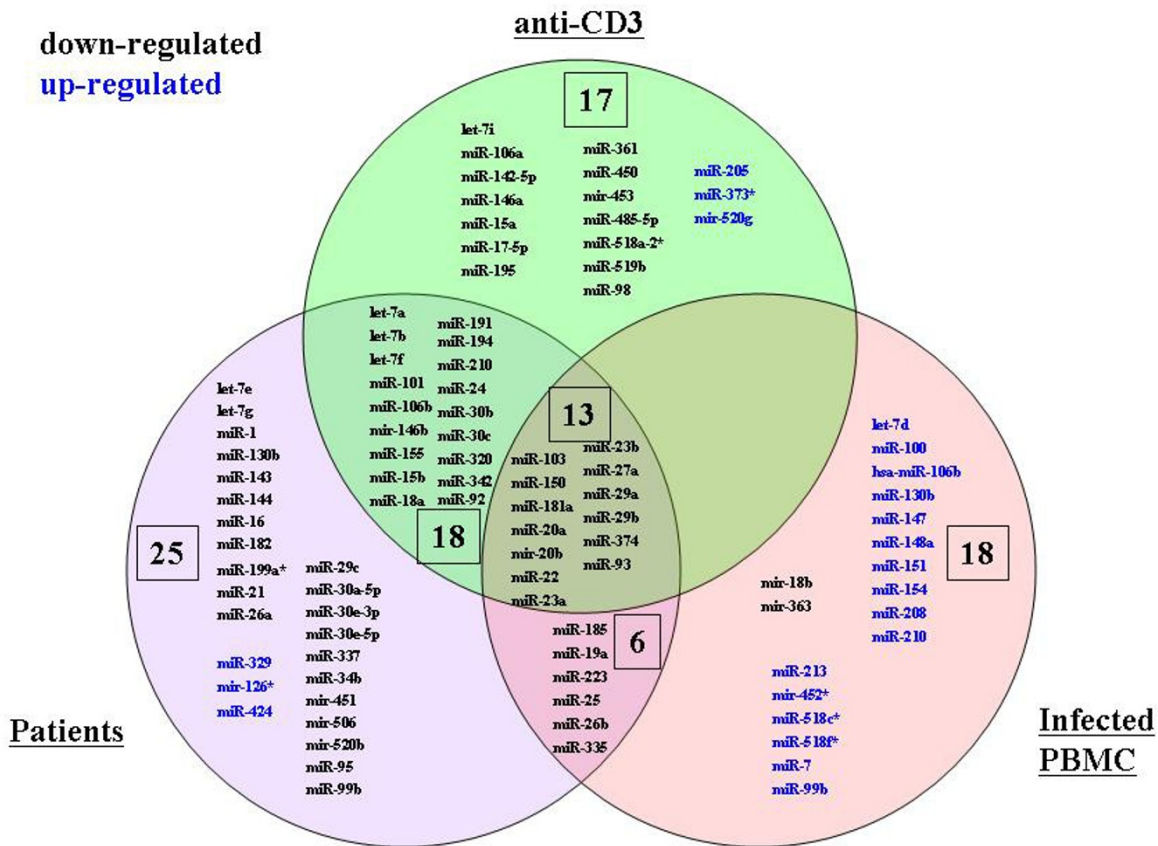 anti-CD3
down-regulated
up-regulated
17
let-7i
miR-106a
miR-142-5p
miR-146a
miR-15a
miR-17-5p
miR-195
miR-361
miR-450
mir-453
miR-485-5p
miR-518a-2*
miR-519b
miR-98
miR-205
miR-373*
mir-520g
let-7a
let-7b
let-7f
miR-101
miR-106b
mir-146b
miR-155
miR-15b
miR-18a
miR-191
miR-194
miR-210
miR-24
miR-30b
miR-30c
miR-320
miR-342
miR-92
18
13
miR-103
miR-150
miR-181a
miR-20a
mir-20b
miR-22
miR-23a
miR-23b
miR-27a
miR-29a
miR-29b
miR-374
miR-93
let-7e
let-7g
miR-1
miR-130b
miR-143
miR-144
miR-16
miR-182
miR-199a*
miR-21
miR-26a
25
miR-329
mir-126*
miR-424
miR-29c
miR-30a-5p
miR-30e-3p
miR-30e-5p
miR-337
miR-34b
mir-451
mir-506
mir-520b
miR-95
miR-99b
Patients
6
miR-185
miR-19a
miR-223
miR-25
miR-26b
miR-335
mir-18b
mir-363
let-7d
miR-100
hsa-miR-106b
miR-130b
miR-147
miR-148a
miR-151
miR-154
miR-208
miR-210
18
miR-213
mir-452*
miR-518c*
miR-518f*
miR-7
miR-99b
Infected
PBMC